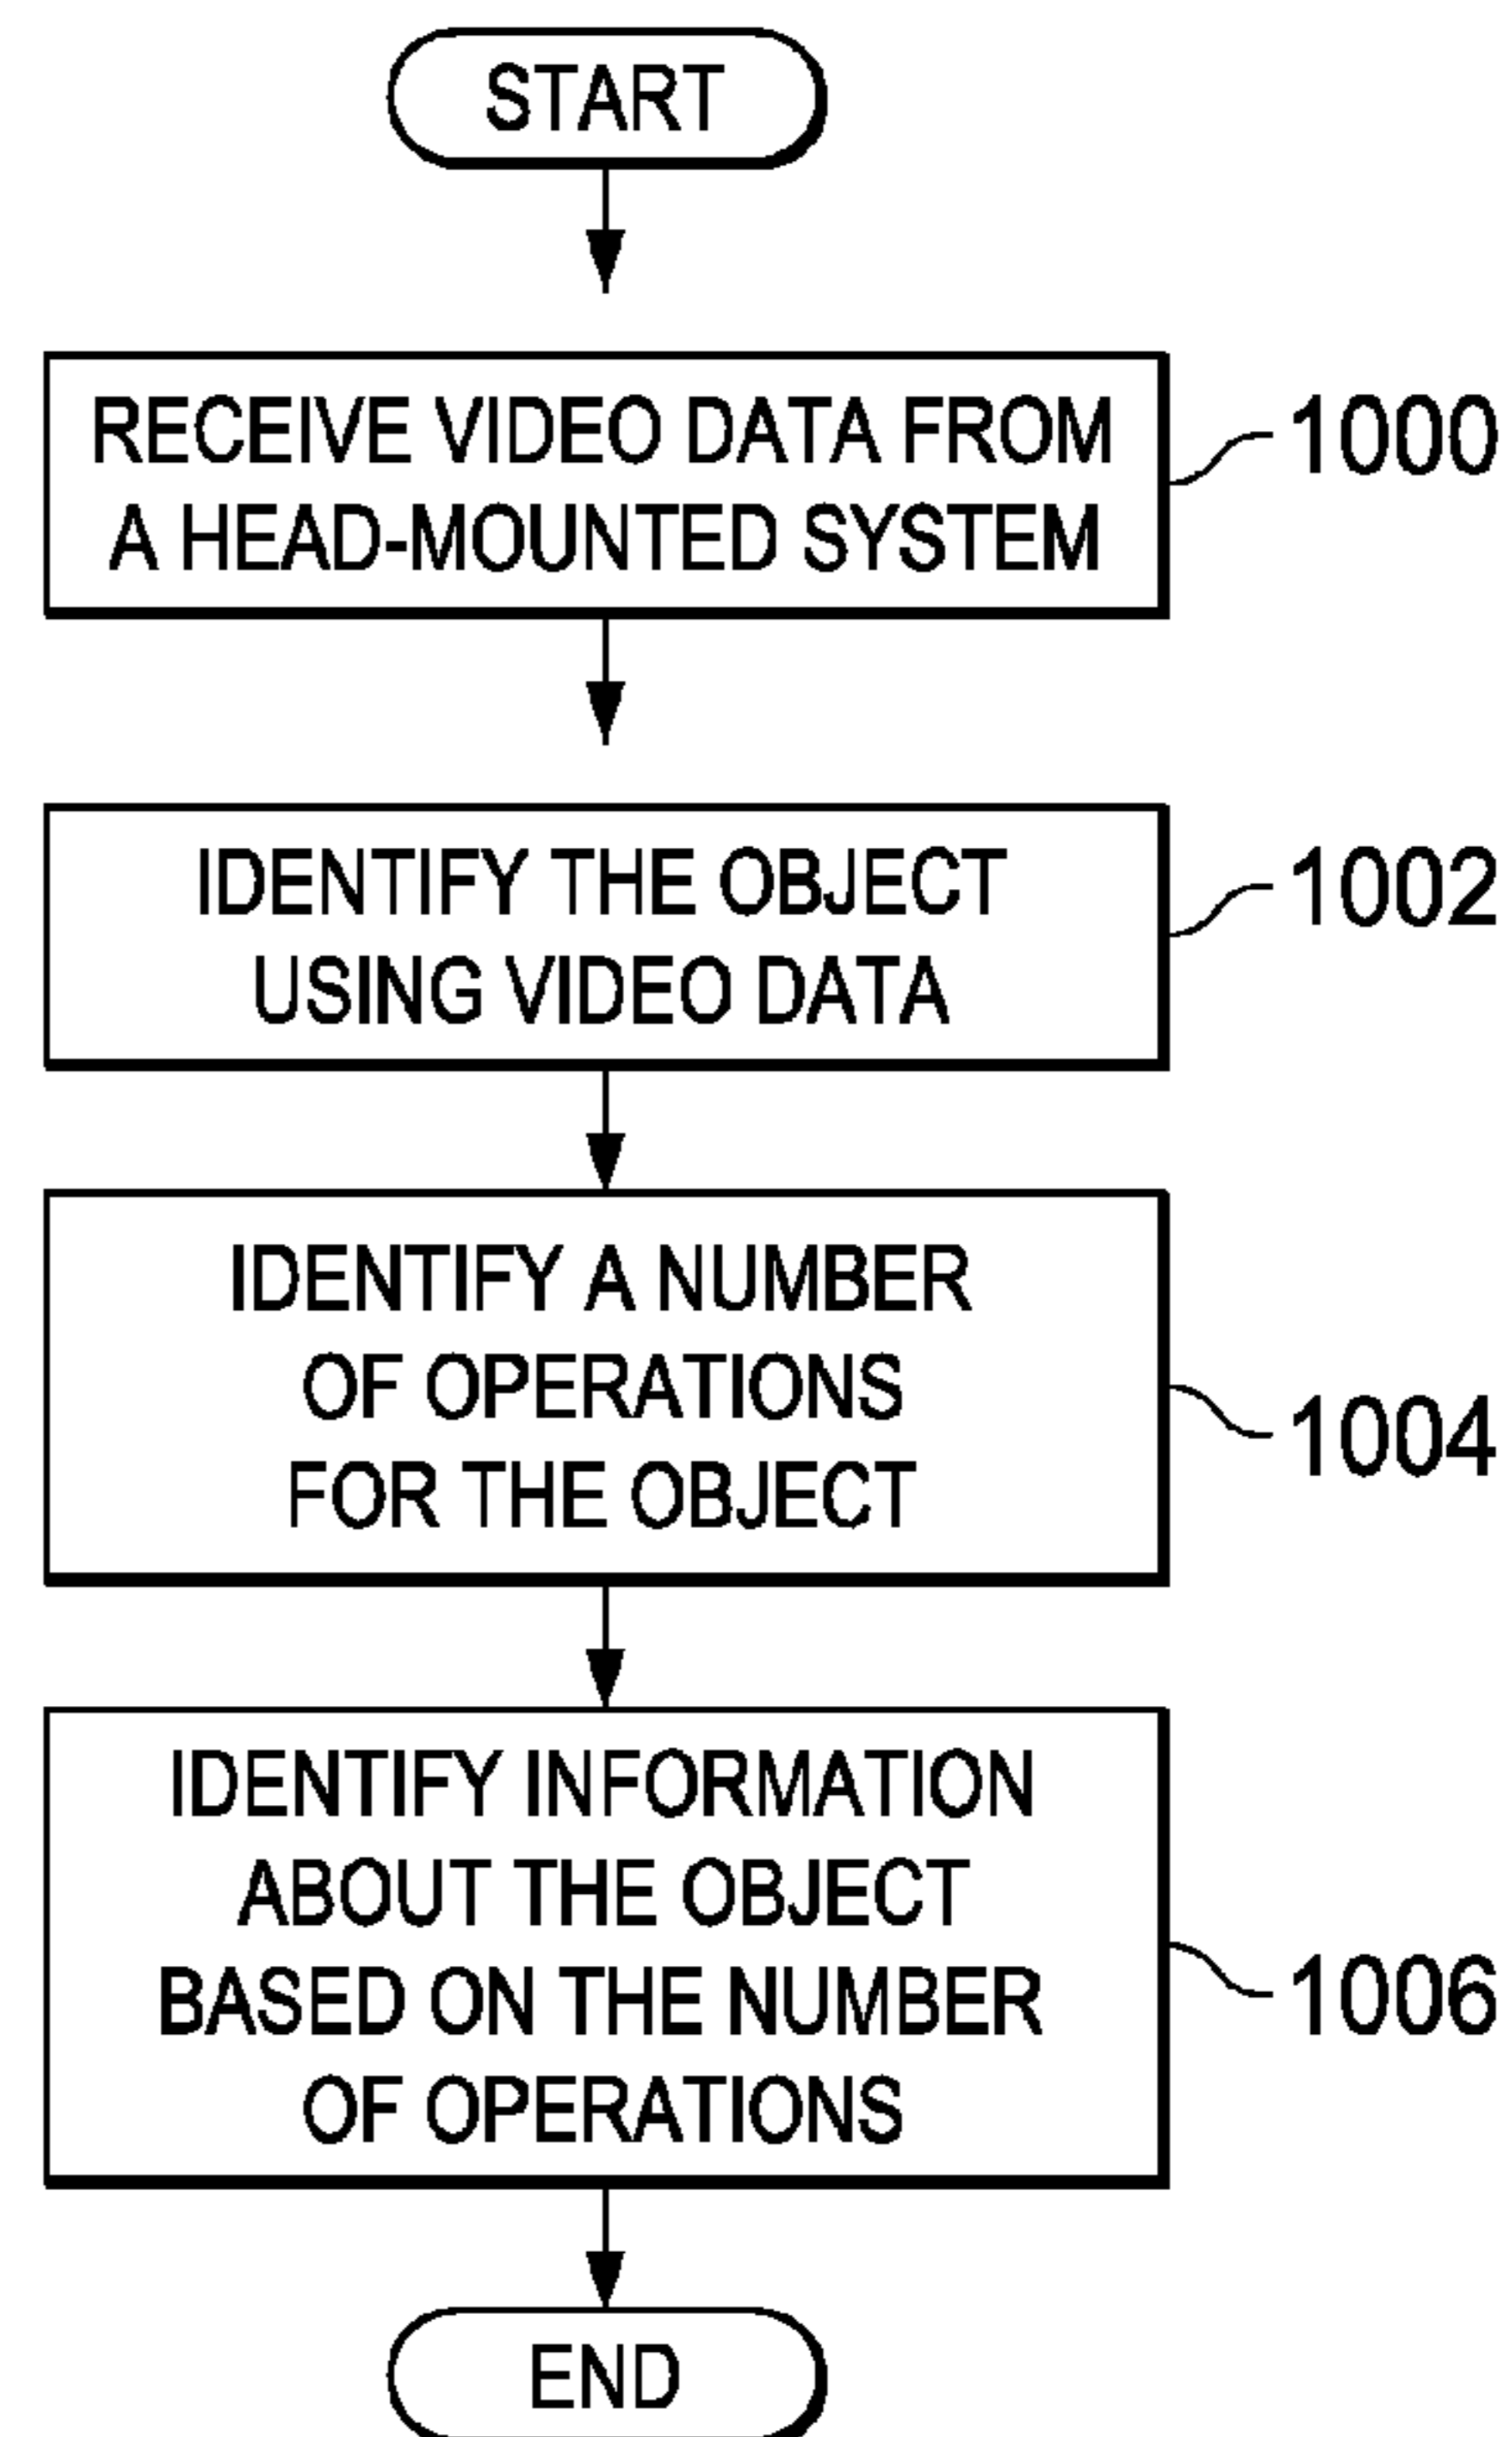 START
RECEIVE VIDEO DATA FROM
A HEAD-MOUNTED SYSTEM
1000
IDENTIFY THE OBJECT
USING VIDEO DATA
1002
IDENTIFY A NUMBER
OF OPERATIONS
FOR THE OBJECT
1004
IDENTIFY INFORMATION
ABOUT THE OBJECT
BASED ON THE NUMBER
OF OPERATIONS
1006
END